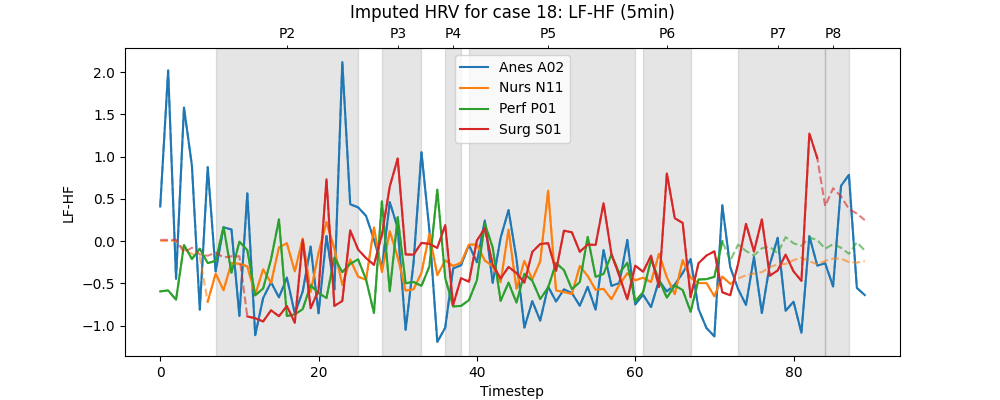 Imputed HRV for case 18: LF-HF (5min)
P2 P3 P4 P5 P6 P7 P8
Anes A02
Nurs N11
Perf P01
Surg S01
2.0
1.5
1.0
0.5
0.0
−0.5
−1.0
LF-HF
0 20 40 60 80
Timestep